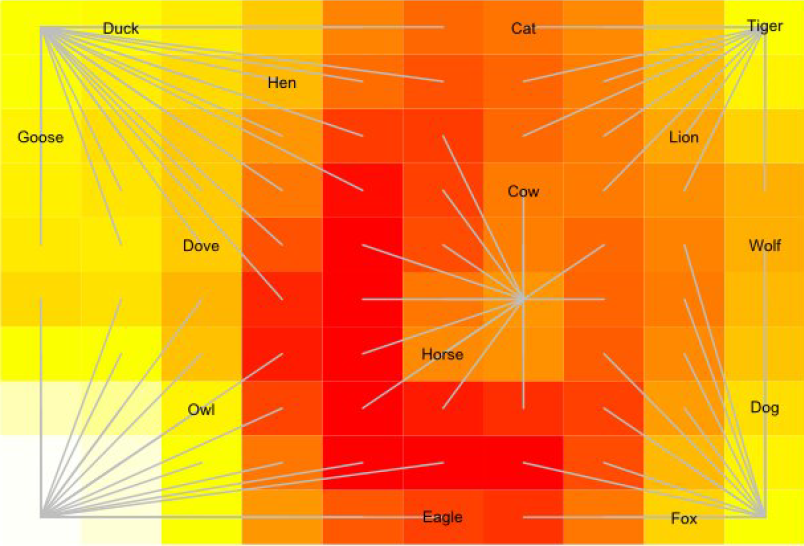 Duck Cat Tiger
Hen
Goose Lion
Cow
Dove Wolf
Horse
Owl Dog
Eagle Fox